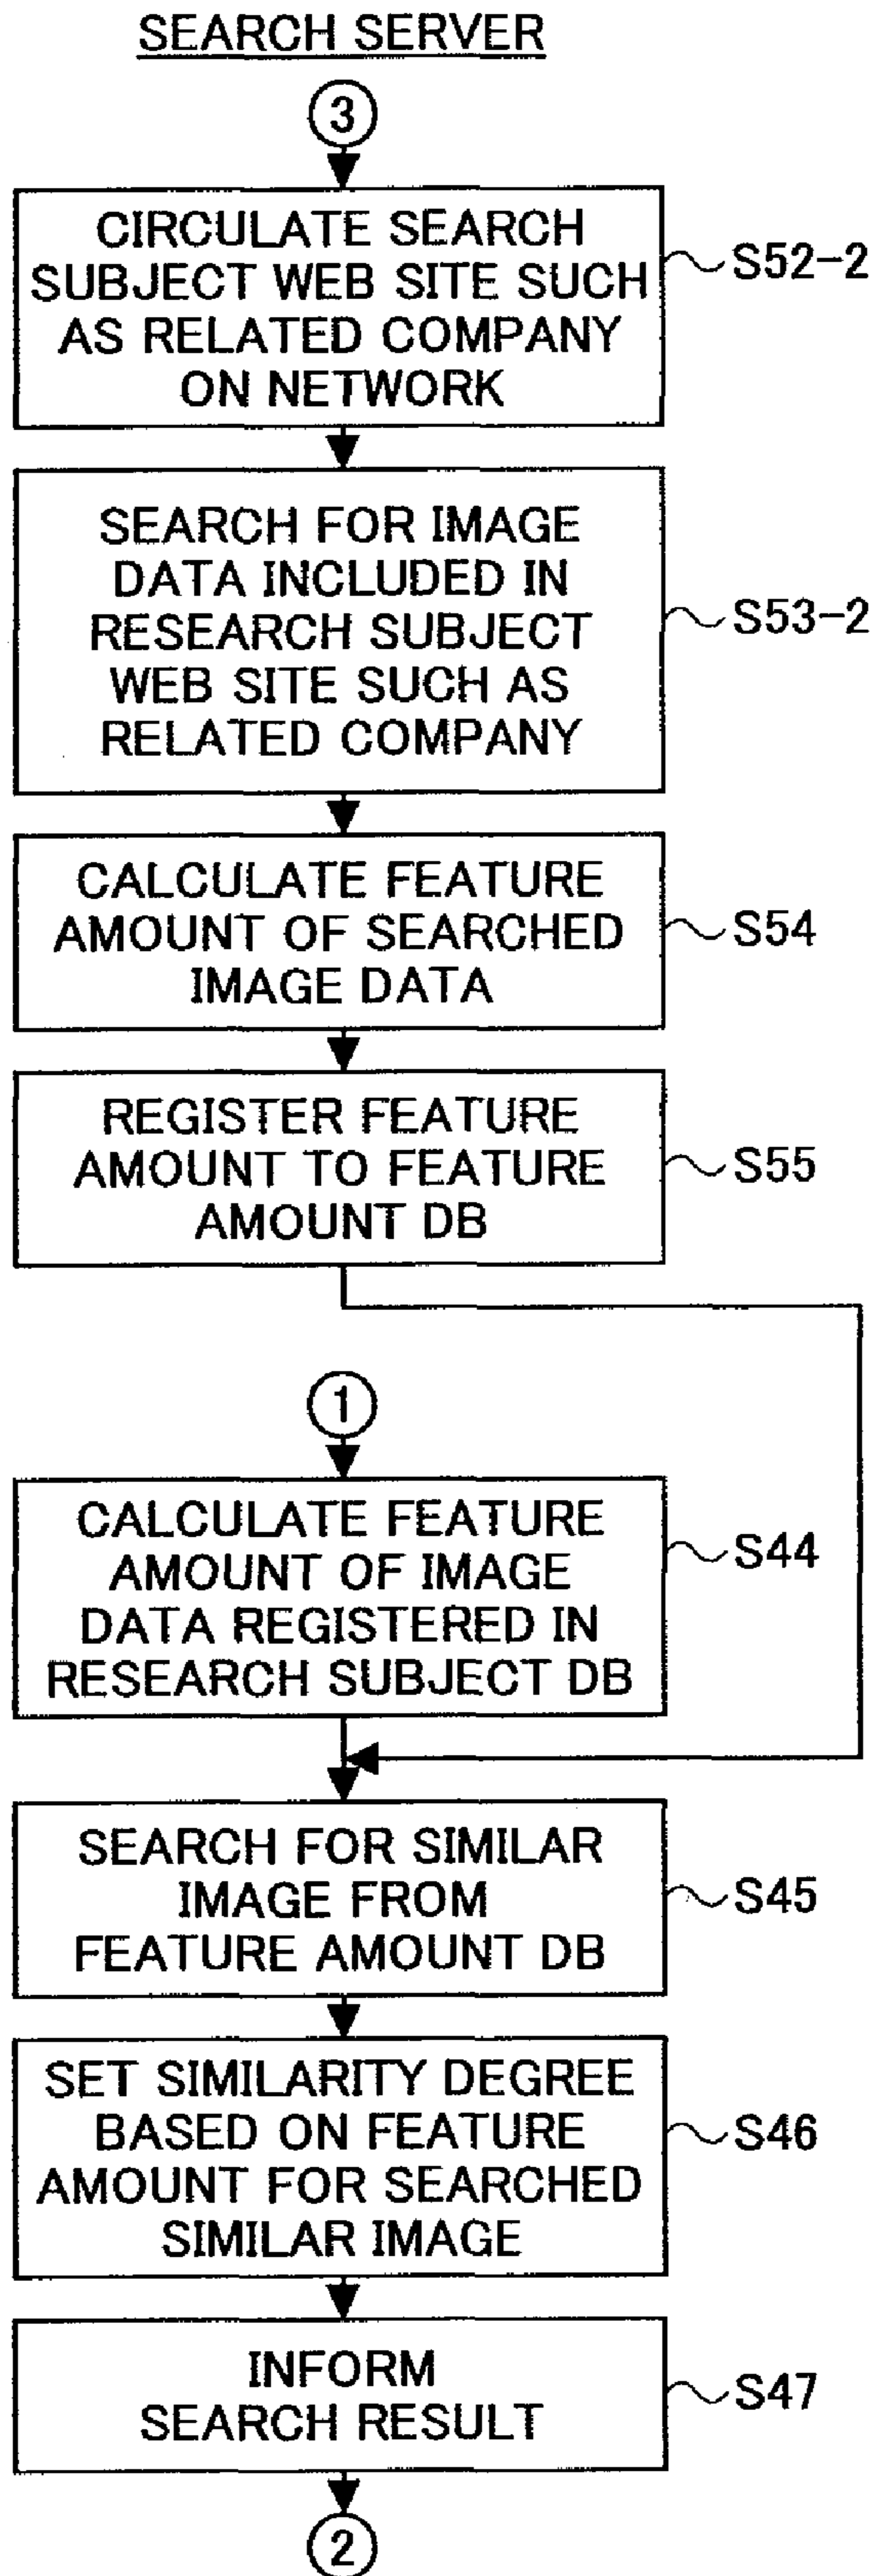 SEARCH SERVER
3
CIRCULATE SEARCH
SUBJECT WEB SITE SUCH
AS RELATED COMPANY
ON NETWORK
S52-2
SEARCH FOR IMAGE
DATA INCLUDED IN
RESEARCH SUBJECT
WEB SITE SUCH AS
RELATED COMPANY
S53-2
CALCULATE FEATURE
AMOUNT OF SEARCHED
IMAGE DATA
S54
REGISTER FEATURE
AMOUNT TO FEATURE
AMOUNT DB
S55
1
CALCULATE FEATURE
AMOUNT OF IMAGE
DATA REGISTERED IN
RESEARCH SUBJECT DB
S44
SEARCH FOR SIMILAR
IMAGE FROM
FEATURE AMOUNT DB
S45
SET SIMILARITY DEGREE
BASED ON FEATURE
AMOUNT FOR SEARCHED
SIMILAR IMAGE
S46
INFORM
SEARCH RESULT
S47
2